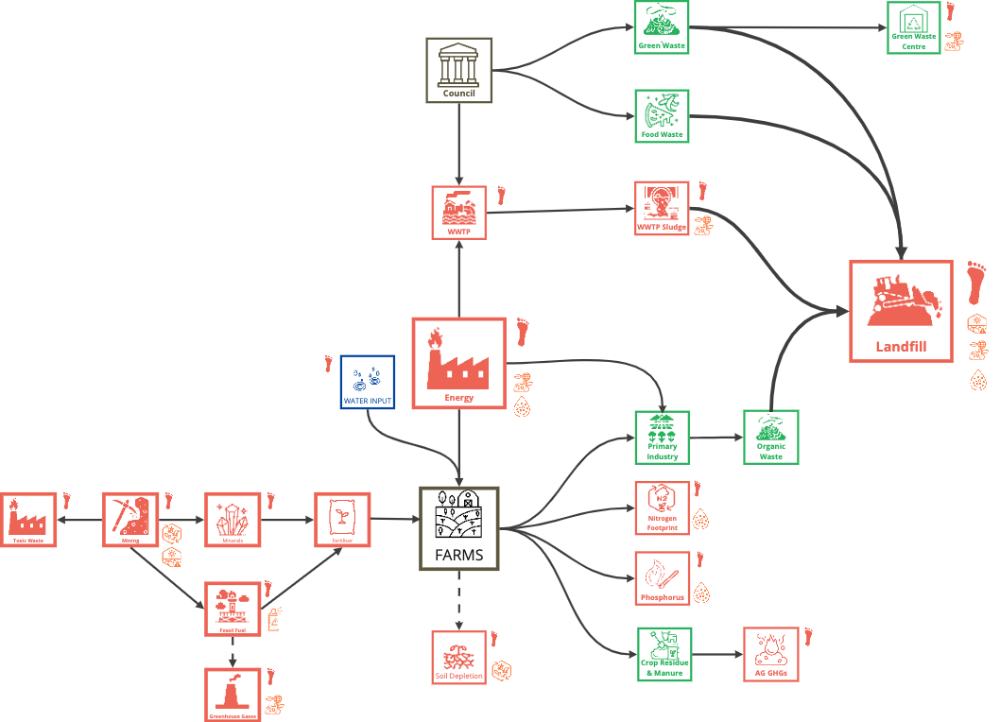 Green Waste
Green Waste
Centre
Council
Food Waste
WWTP
WWTP Sludge
Landfill
Energy
WATER INPUT
Primary
Industry
Organic
Waste
N2
Nitrogen
Footprint
Toxic Waste
Mining
Minerals
Fertiliser
FARMS
Phosphorus
Fossil Fuel
Soil Depletion
Crop Residue
& Manure
AG GHGs
Greenhouse Gases